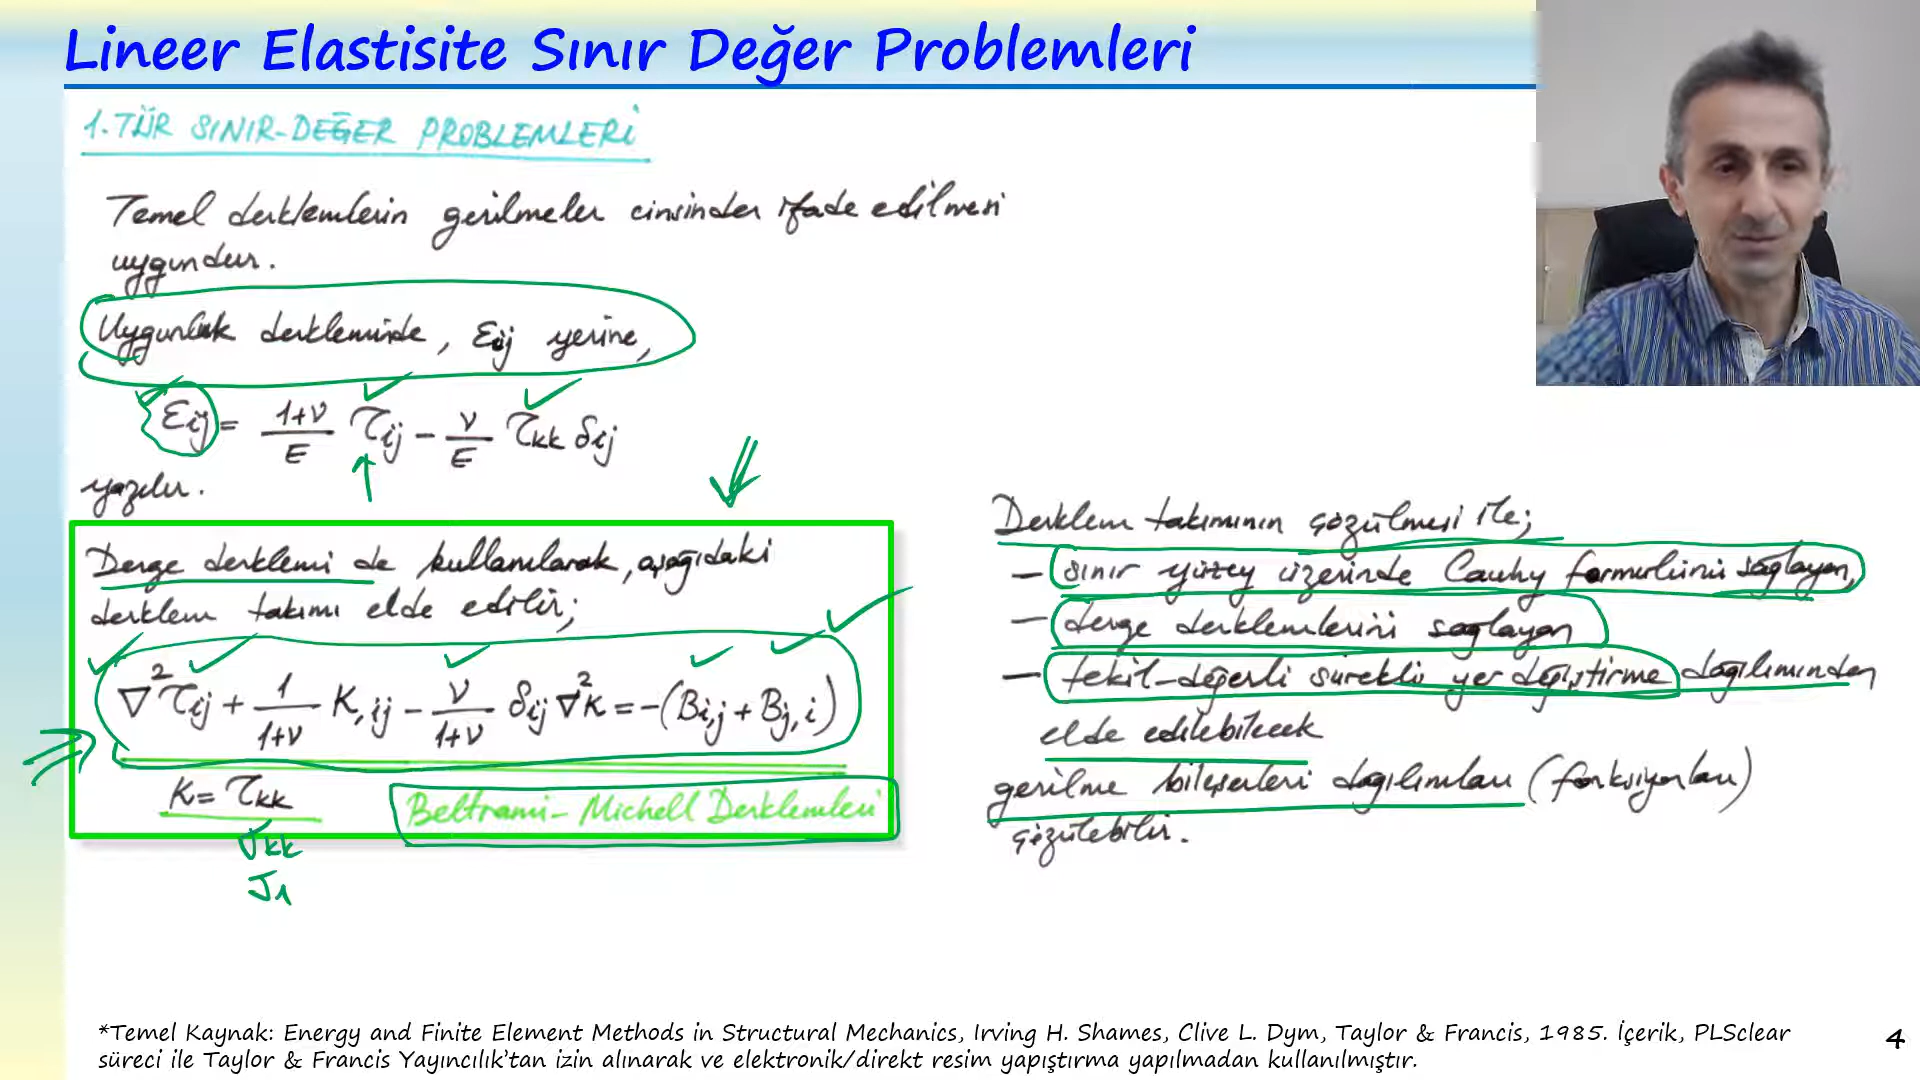 Lineer Elastisite Sınır Değer Problemleri
1. TÜR SINIR-DEĞER PROBLEMLERİ
Temel denklemlerin gerilmeler cinsinden ifade edilmesi
uygundur.
Uygunluk denkleminde, εij yerine,
εij = (1+ν)/E τij − ν/E τkk δij
yazılır.
Denge denklemi de kullanılarak, aşağıdaki
denklem takımı elde edilir;
∇²τij + 1/(1+ν) K,ij − ν/(1+ν) δij ∇²K = −(Bi,j + Bj,i)
K = τkk
Beltrami-Michell Denklemleri
σkk
J1
Denklem takımının çözülmesi ile;
— sınır yüzey üzerinde Cauhy formülünü sağlayan,
— denge denklemlerini sağlayan
— tekil-değerli sürekli yer değiştirme dağılımından
elde edilebilecek
gerilme bileşenleri dağılımları (fonksiyonları)
çözülebilir.
*Temel Kaynak: Energy and Finite Element Methods in Structural Mechanics, Irving H. Shames, Clive L. Dym, Taylor & Francis, 1985. İçerik, PLSclear
süreci ile Taylor & Francis Yayıncılık'tan izin alınarak ve elektronik/direkt resim yapıştırma yapılmadan kullanılmıştır.
4